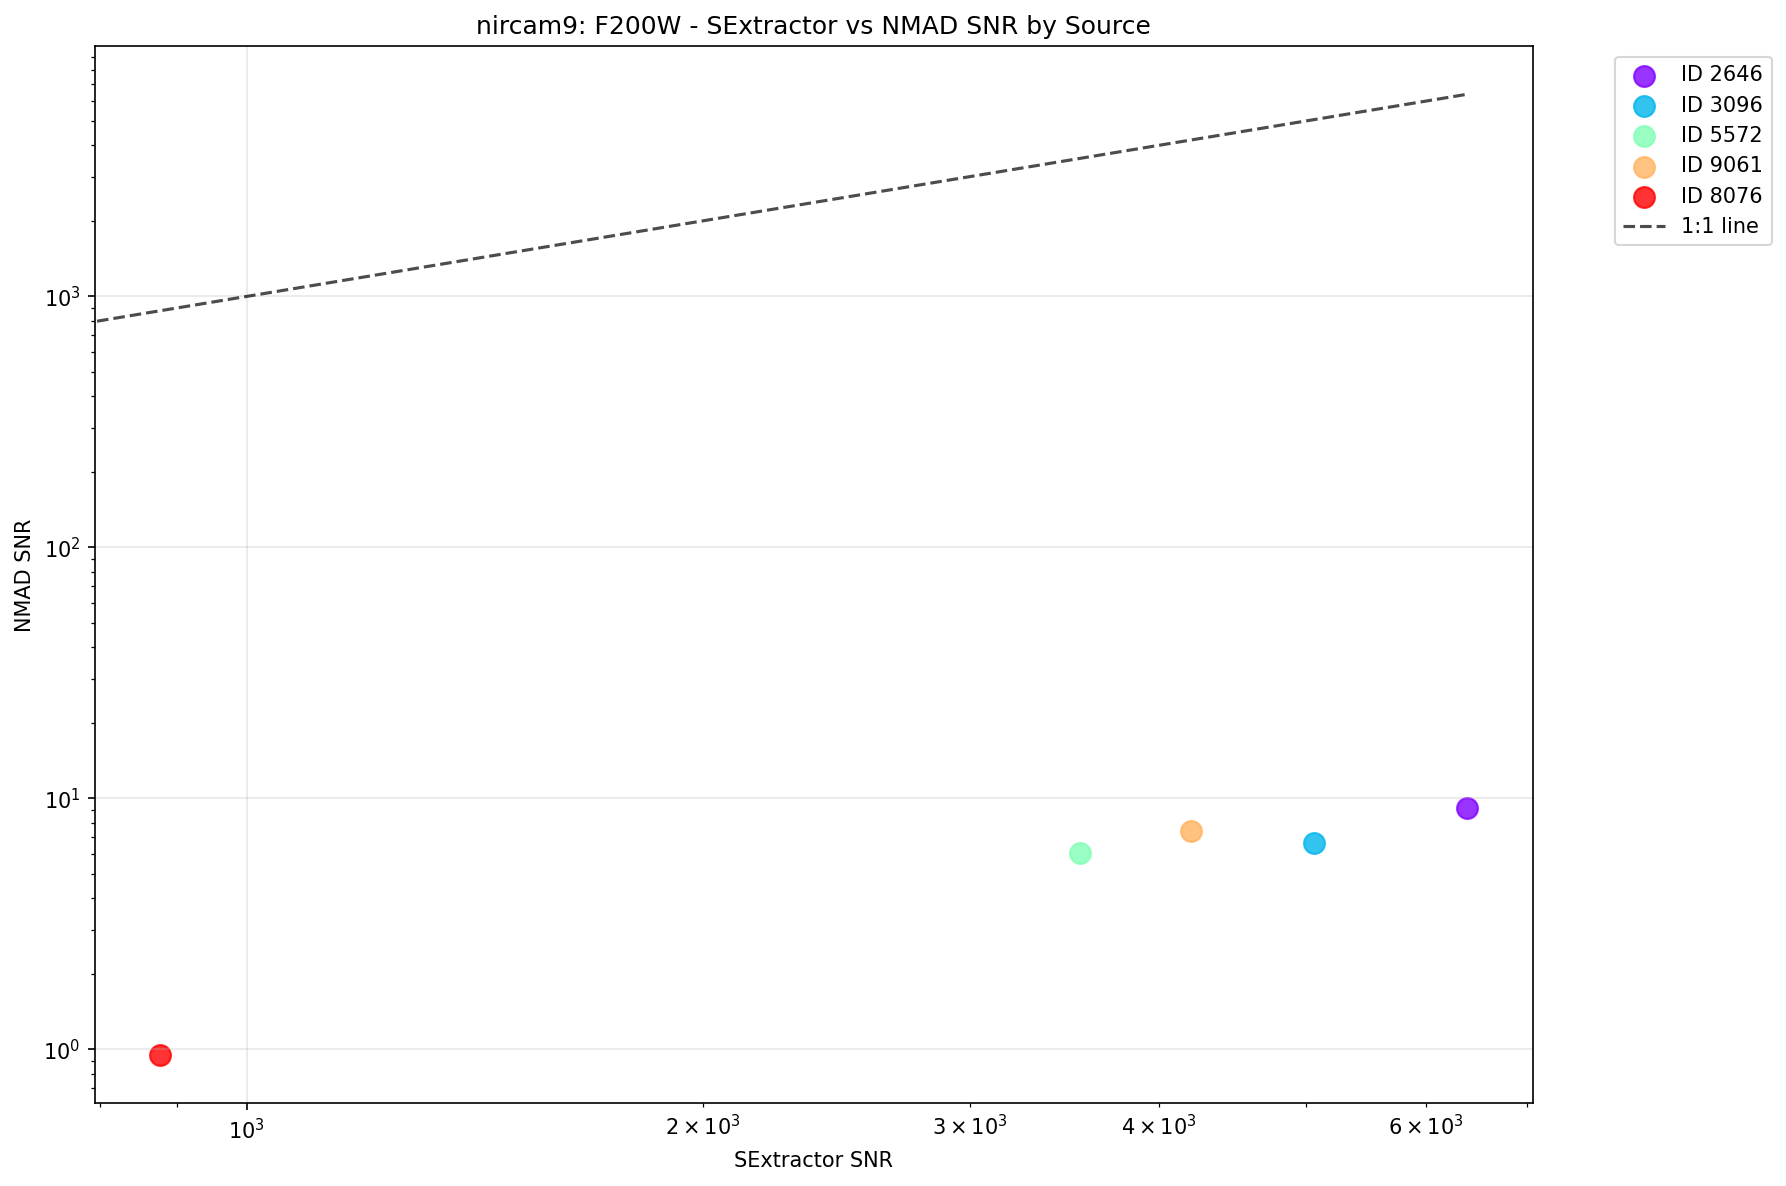 nircam9: F200W - SExtractor vs NMAD SNR by Source
ID 2646
ID 3096
ID 5572
ID 9061
ID 8076
1:1 line
NMAD SNR
10³
10²
10¹
10⁰
10³
2 × 10³
3 × 10³
4 × 10³
6 × 10³
SExtractor SNR